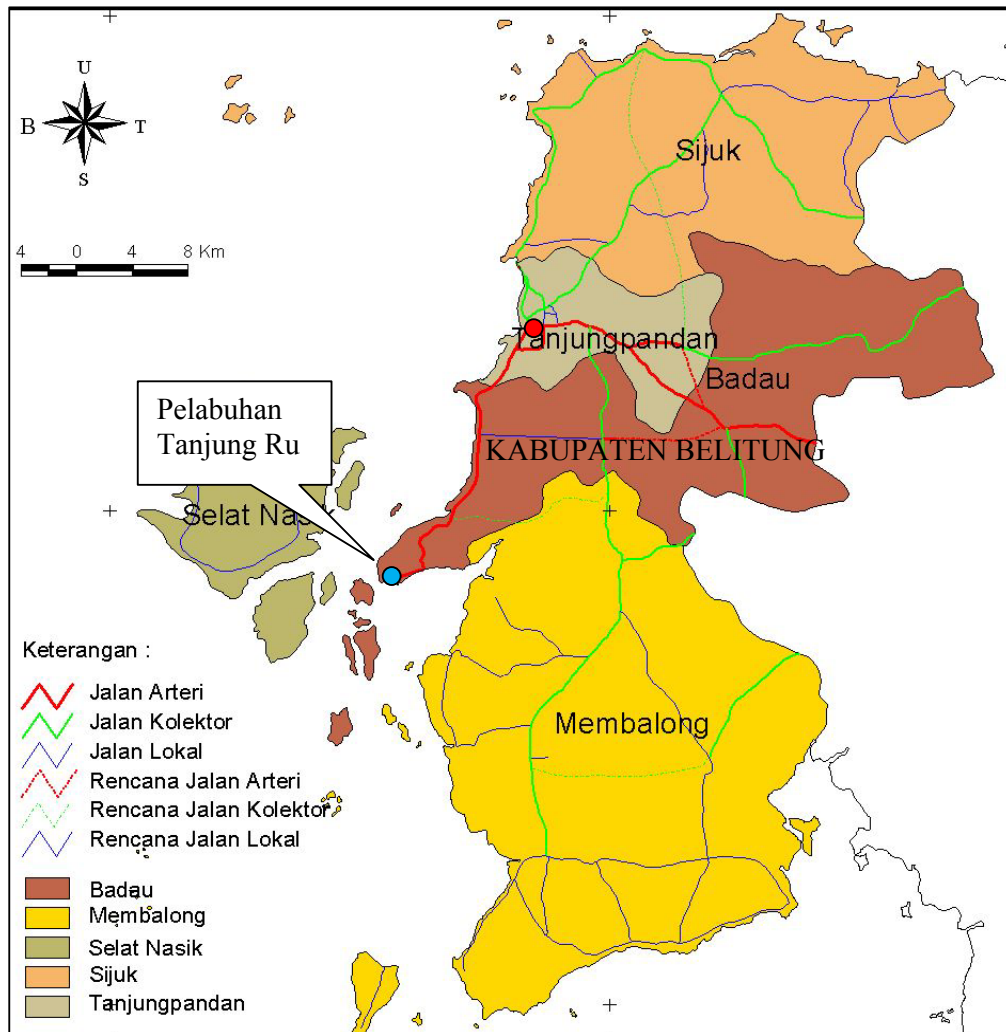 U
B
T
S
4 0 4 8 Km
Sijuk
Tanjungpandan
Badau
Pelabuhan
Tanjung Ru
KABUPATEN BELITUNG
Selat Nasik
Membalong
Keterangan :
Jalan Arteri
Jalan Kolektor
Jalan Lokal
Rencana Jalan Arteri
Rencana Jalan Kolektor
Rencana Jalan Lokal
Badau
Membalong
Selat Nasik
Sijuk
Tanjungpandan